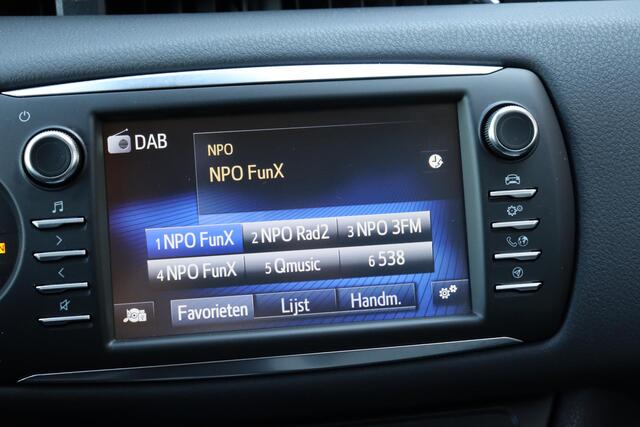 DAB
NPO
NPO FunX
1 NPO FunX 2 NPO Rad2 3 NPO 3FM
4 NPO FunX 5 Qmusic 6 538
Favorieten Lijst Handm.